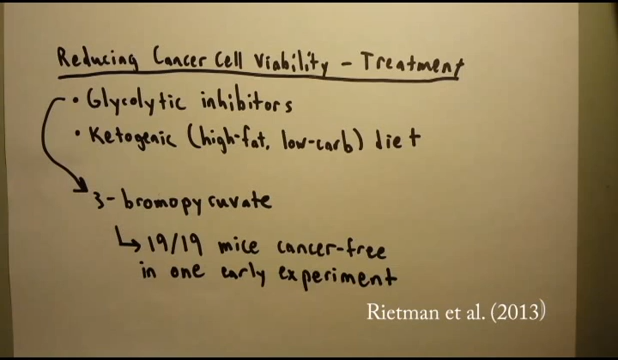 Reducing Cancer Cell Viability - Treatment
• Glycolytic inhibitors
• Ketogenic (high-fat, low-carb) diet
3-bromopyruvate
19/19 mice cancer-free
in one early experiment
Rietman et al. (2013)